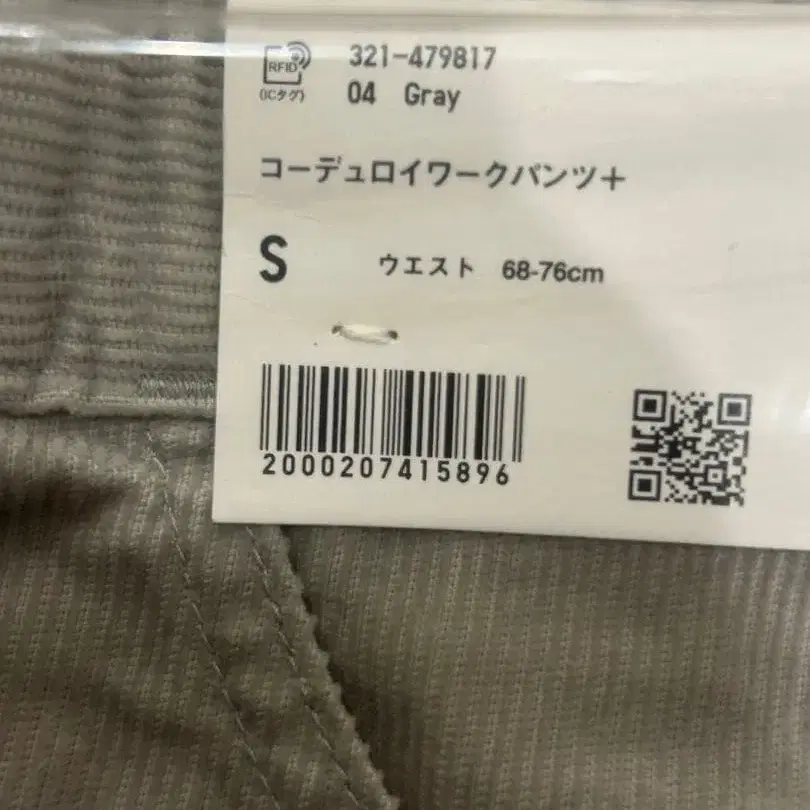 RFID
(ICタグ)
321-479817
04 Gray
コーデュロイワークパンツ+
S ウエスト 68-76cm
2000207415896